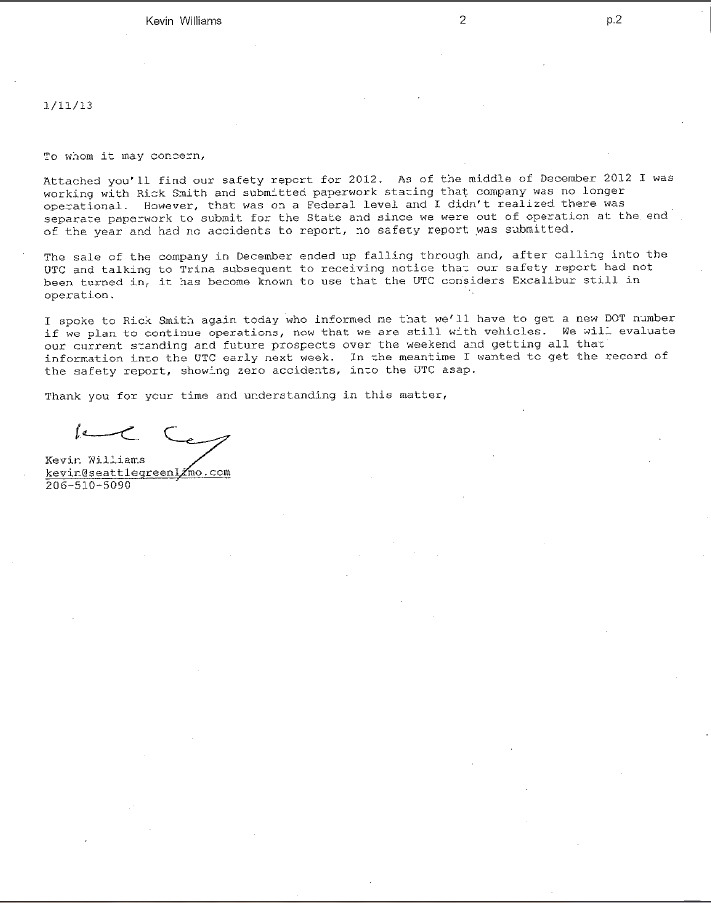 Kevin Williams 2 p.2
1/11/13
To whom it may concern,
Attached you'll find our safety report for 2012. As of the middle of December 2012 I was
working with Rick Smith and submitted paperwork stating that company was no longer
operational. However, that was on a Federal level and I didn't realized there was
separate paperwork to submit for the State and since we were out of operation at the end
of the year and had no accidents to report, no safety report was submitted.
The sale of the company in December ended up falling through and, after calling into the
UTC and talking to Trina subsequent to receiving notice that our safety report had not
been turned in, it has become known to use that the UTC considers Excalibur still in
operation.
I spoke to Rick Smith again today who informed me that we'll have to get a new DOT number
if we plan to continue operations, now that we are still with vehicles. We will evaluate
our current standing and future prospects over the weekend and getting all that
information into the UTC early next week. In the meantime I wanted to get the record of
the safety report, showing zero accidents, into the UTC asap.
Thank you for your time and understanding in this matter,
Kevin Williams
kevin@seattlegreenlimo.com
206-510-5090